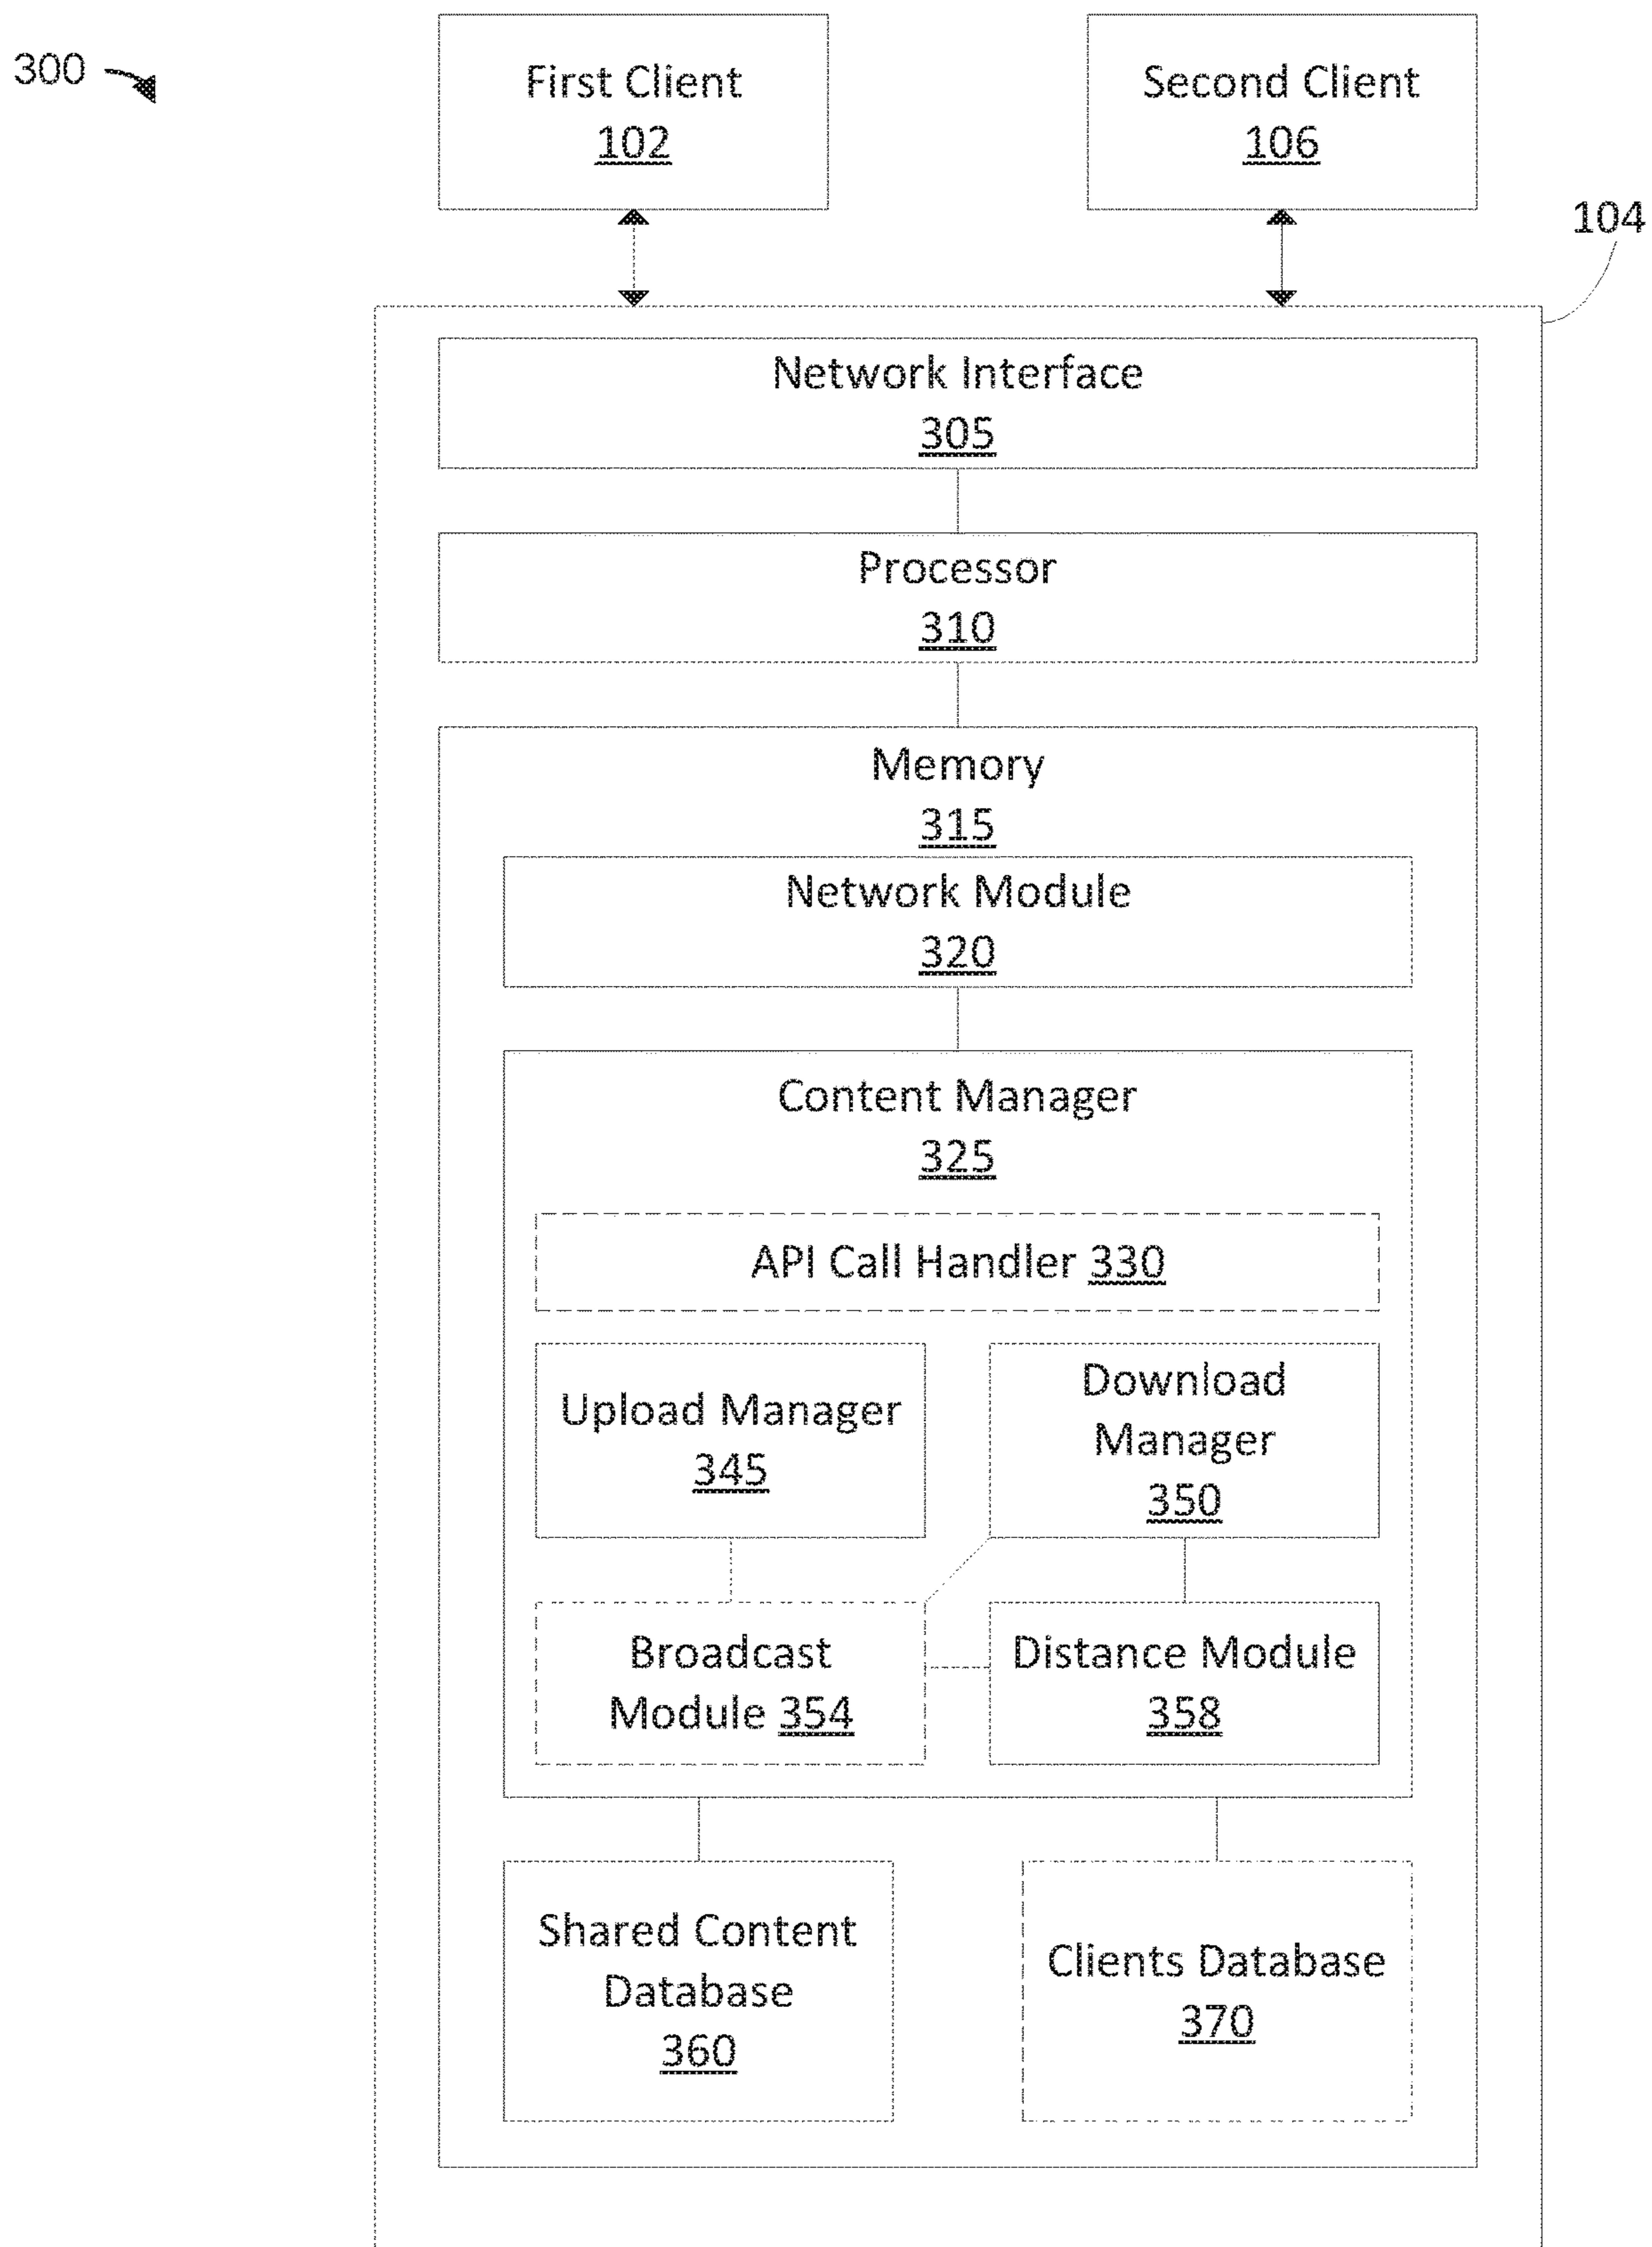 300
First Client
102
Second Client
106
104
Network Interface
305
Processor
310
Memory
315
Network Module
320
Content Manager
325
API Call Handler 330
Upload Manager
345
Download
Manager
350
Broadcast
Module 354
Distance Module
358
Shared Content
Database
360
Clients Database
370